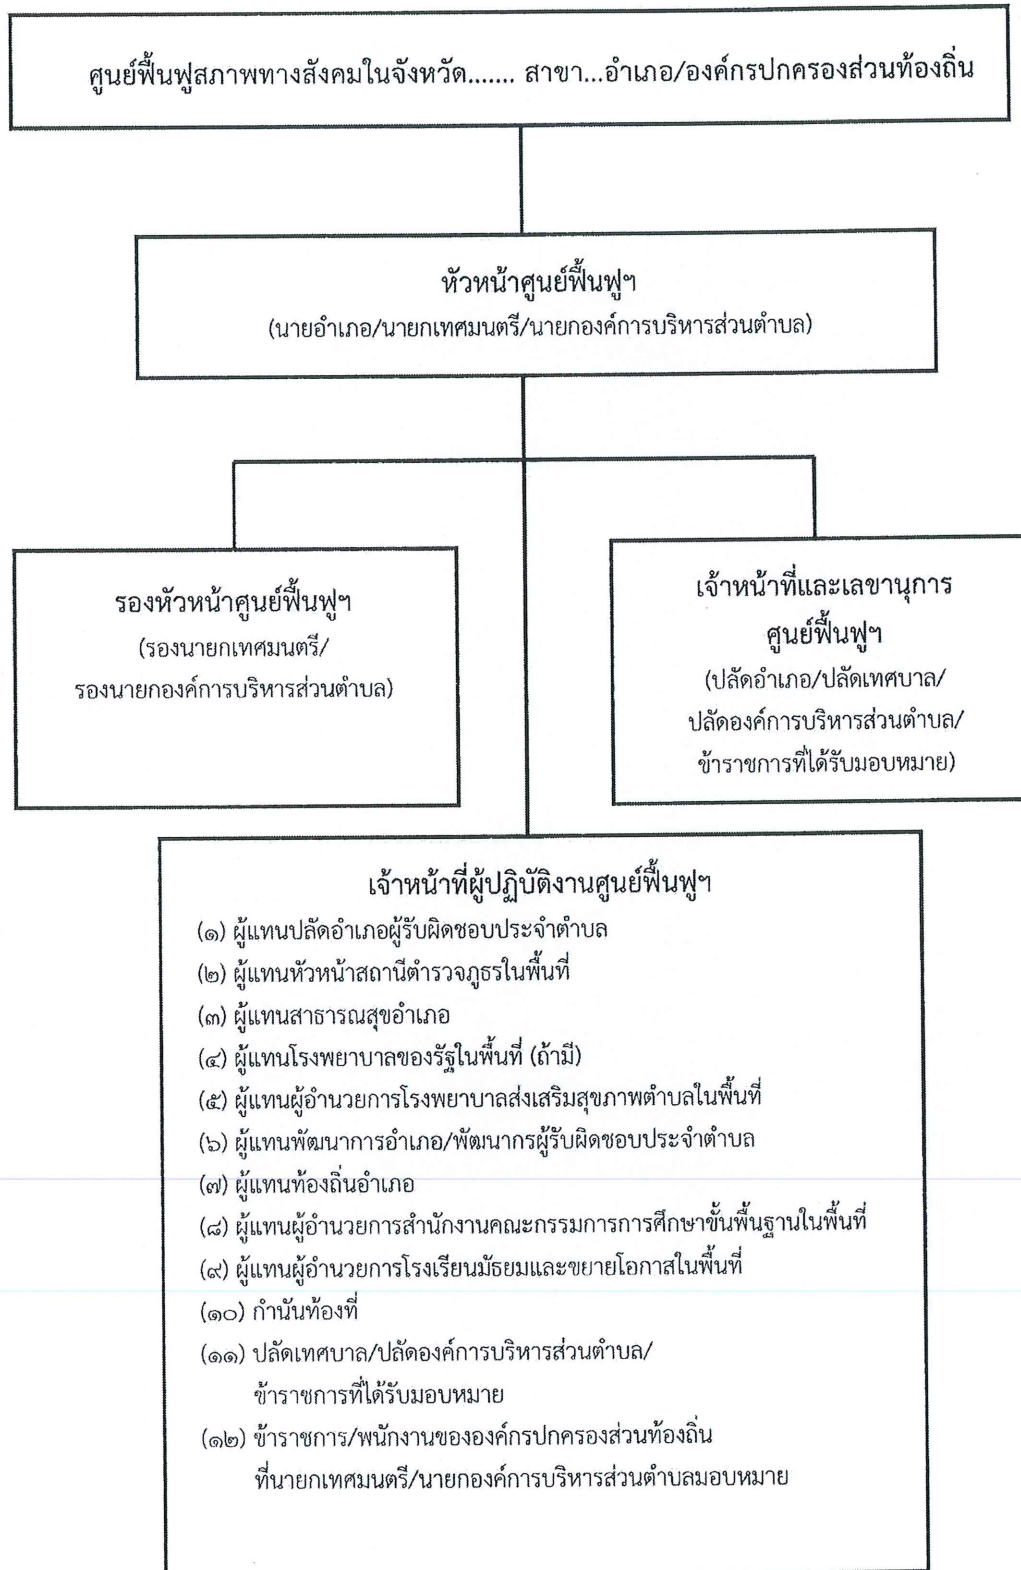 ศูนย์ฟื้นฟูสภาพทางสังคมในจังหวัด....... สาขา...อำเภอ/องค์กรปกครองส่วนท้องถิ่น
หัวหน้าศูนย์ฟื้นฟูฯ
(นายอำเภอ/นายกเทศมนตรี/นายกองค์การบริหารส่วนตำบล)
รองหัวหน้าศูนย์ฟื้นฟูฯ
(รองนายกเทศมนตรี/
รองนายกองค์การบริหารส่วนตำบล)
เจ้าหน้าที่และเลขานุการ
ศูนย์ฟื้นฟูฯ
(ปลัดอำเภอ/ปลัดเทศบาล/
ปลัดองค์การบริหารส่วนตำบล/
ข้าราชการที่ได้รับมอบหมาย)
เจ้าหน้าที่ผู้ปฏิบัติงานศูนย์ฟื้นฟูฯ
(๑) ผู้แทนปลัดอำเภอผู้รับผิดชอบประจำตำบล
(๒) ผู้แทนหัวหน้าสถานีตำรวจภูธรในพื้นที่
(๓) ผู้แทนสาธารณสุขอำเภอ
(๔) ผู้แทนโรงพยาบาลของรัฐในพื้นที่ (ถ้ามี)
(๕) ผู้แทนผู้อำนวยการโรงพยาบาลส่งเสริมสุขภาพตำบลในพื้นที่
(๖) ผู้แทนพัฒนาการอำเภอ/พัฒนากรผู้รับผิดชอบประจำตำบล
(๗) ผู้แทนท้องถิ่นอำเภอ
(๘) ผู้แทนผู้อำนวยการสำนักงานคณะกรรมการการศึกษาขั้นพื้นฐานในพื้นที่
(๙) ผู้แทนผู้อำนวยการโรงเรียนมัธยมและขยายโอกาสในพื้นที่
(๑๐) กำนันท้องที่
(๑๑) ปลัดเทศบาล/ปลัดองค์การบริหารส่วนตำบล/
ข้าราชการที่ได้รับมอบหมาย
(๑๒) ข้าราชการ/พนักงานขององค์กรปกครองส่วนท้องถิ่น
ที่นายกเทศมนตรี/นายกองค์การบริหารส่วนตำบลมอบหมาย